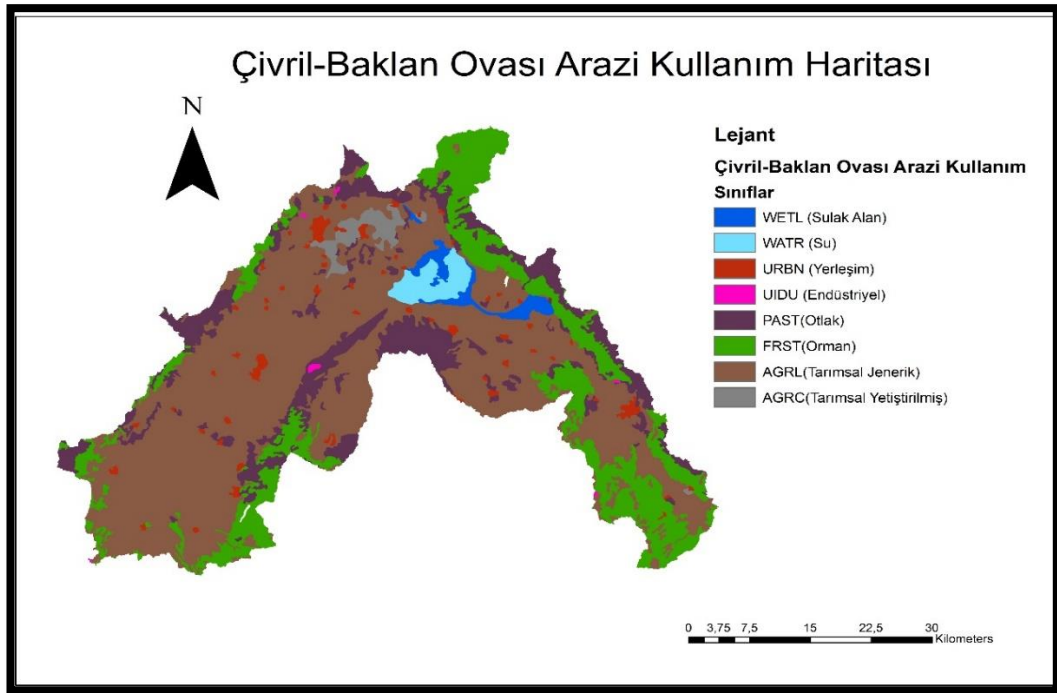 Çivril-Baklan Ovası Arazi Kullanım Haritası
N
Lejant
Çivril-Baklan Ovası Arazi Kullanım
Sınıflar
WETL (Sulak Alan)
WATR (Su)
URBN (Yerleşim)
UIDU (Endüstriyel)
PAST(Otlak)
FRST(Orman)
AGRL(Tarımsal Jenerik)
AGRC(Tarımsal Yetiştirilmiş)
0 3,75 7,5 15 22,5 30
Kilometers